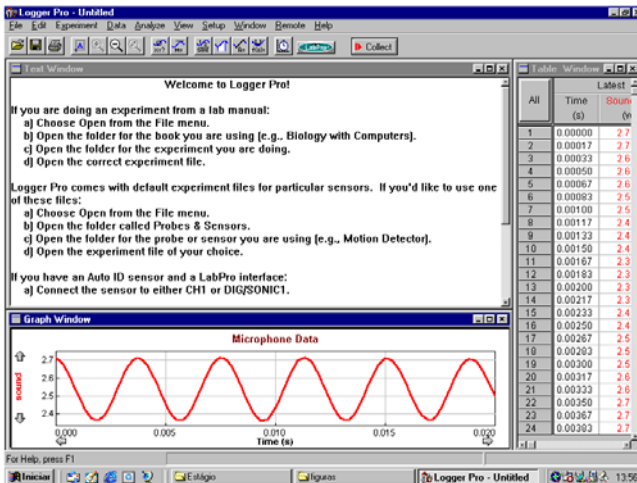 Logger Pro - Untitled
File Edit Experiment Data Analyze View Setup Window Remote Help
Collect
Text Window
Welcome to Logger Pro!
If you are doing an experiment from a lab manual:
a) Choose Open from the File menu.
b) Open the folder for the book you are using (e.g., Biology with Computers).
c) Open the folder for the experiment you are doing.
d) Open the correct experiment file.
Logger Pro comes with default experiment files for particular sensors. If you'd like to use one
of these files:
a) Choose Open from the File menu.
b) Open the folder called Probes & Sensors.
c) Open the folder for the probe or sensor you are using (e.g., Motion Detector).
d) Open the experiment file of your choice.
If you have an Auto ID sensor and a LabPro interface:
a) Connect the sensor to either CH1 or DIG/SONIC1.
Table Window
Latest
All Time Soun
(s) (v
1 0.00000 2.7
2 0.00017 2.7
3 0.00033 2.6
4 0.00050 2.6
5 0.00067 2.6
6 0.00083 2.5
7 0.00100 2.5
8 0.00117 2.4
9 0.00133 2.4
10 0.00150 2.4
11 0.00167 2.3
12 0.00183 2.3
13 0.00200 2.3
14 0.00217 2.3
15 0.00233 2.4
16 0.00250 2.4
17 0.00267 2.5
18 0.00283 2.5
19 0.00300 2.5
20 0.00317 2.6
21 0.00333 2.6
22 0.00350 2.7
23 0.00367 2.7
24 0.00383 2.7
Graph Window
Microphone Data
sound
2.7
2.6
2.5
2.4
0.000 0.005 0.010 0.015 0.020
Time (s)
For Help, press F1
Iniciar Estágio figuras Logger Pro - Untitled